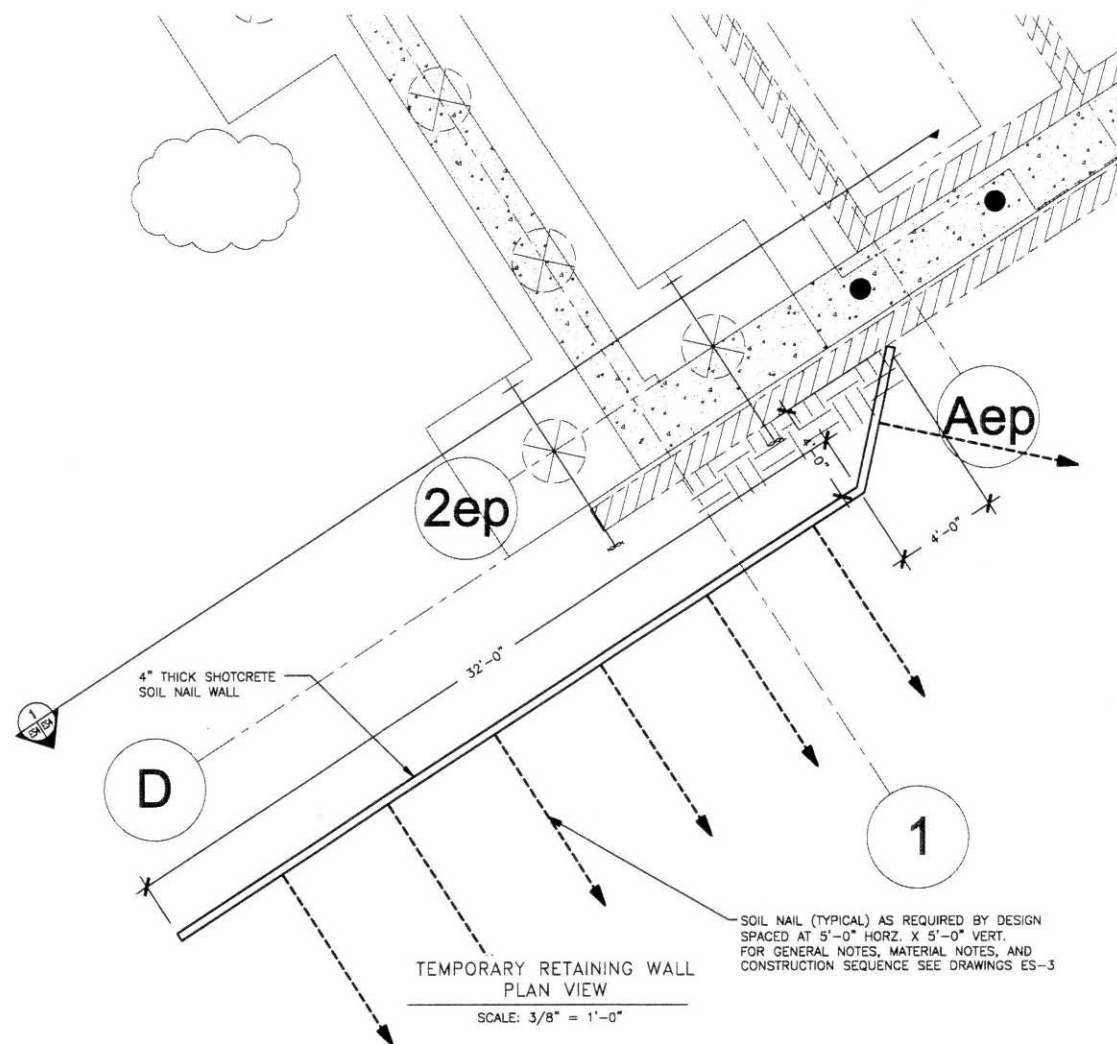 Aep
2ep
4'-0"
4'-0"
32'-0"
4" THICK SHOTCRETE
SOIL NAIL WALL
1
D
1
SOIL NAIL (TYPICAL) AS REQUIRED BY DESIGN
SPACED AT 5'-0" HORZ. X 5'-0" VERT.
FOR GENERAL NOTES, MATERIAL NOTES, AND
CONSTRUCTION SEQUENCE SEE DRAWINGS ES-3
TEMPORARY RETAINING WALL
PLAN VIEW
SCALE: 3/8" = 1'-0"